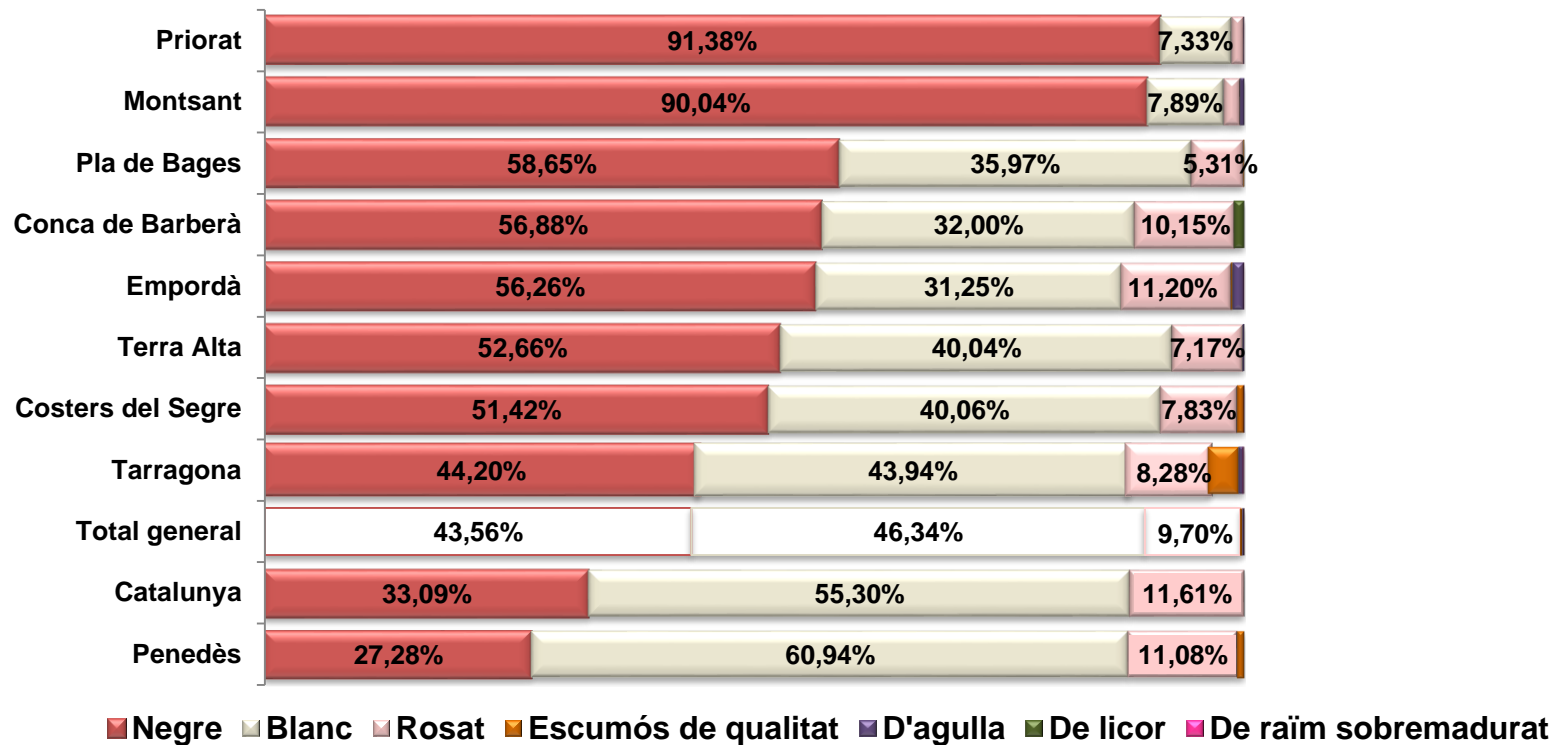 Priorat 91,38% 7,33%
Montsant 90,04% 7,89%
Pla de Bages 58,65% 35,97% 5,31%
Conca de Barberà 56,88% 32,00% 10,15%
Empordà 56,26% 31,25% 11,20%
Terra Alta 52,66% 40,04% 7,17%
Costers del Segre 51,42% 40,06% 7,83%
Tarragona 44,20% 43,94% 8,28%
Total general 43,56% 46,34% 9,70%
Catalunya 33,09% 55,30% 11,61%
Penedès 27,28% 60,94% 11,08%
Negre Blanc Rosat Escumós de qualitat D'agulla De licor De raïm sobremadurat